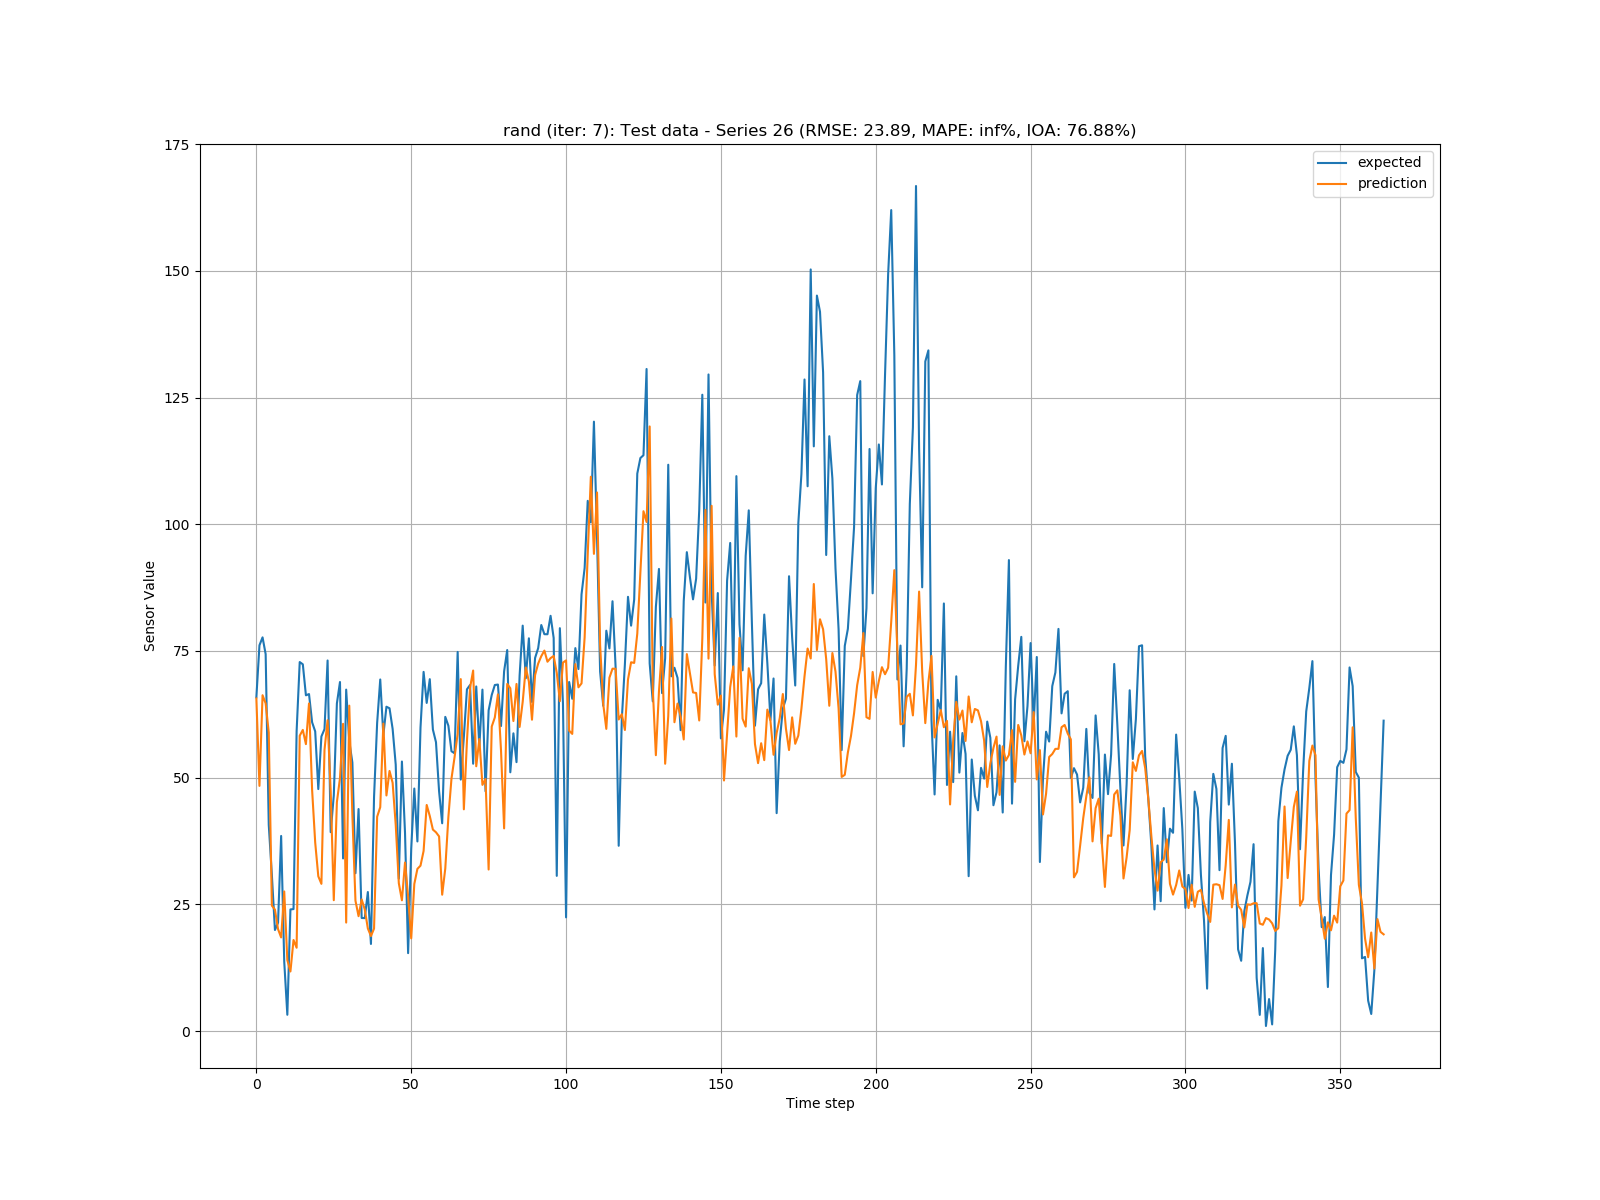 rand (iter: 7): Test data - Series 26 (RMSE: 23.89, MAPE: inf%, IOA: 76.88%)
expected
prediction
Sensor Value
175
150
125
100
75
50
25
0
0 50 100 150 200 250 300 350
Time step